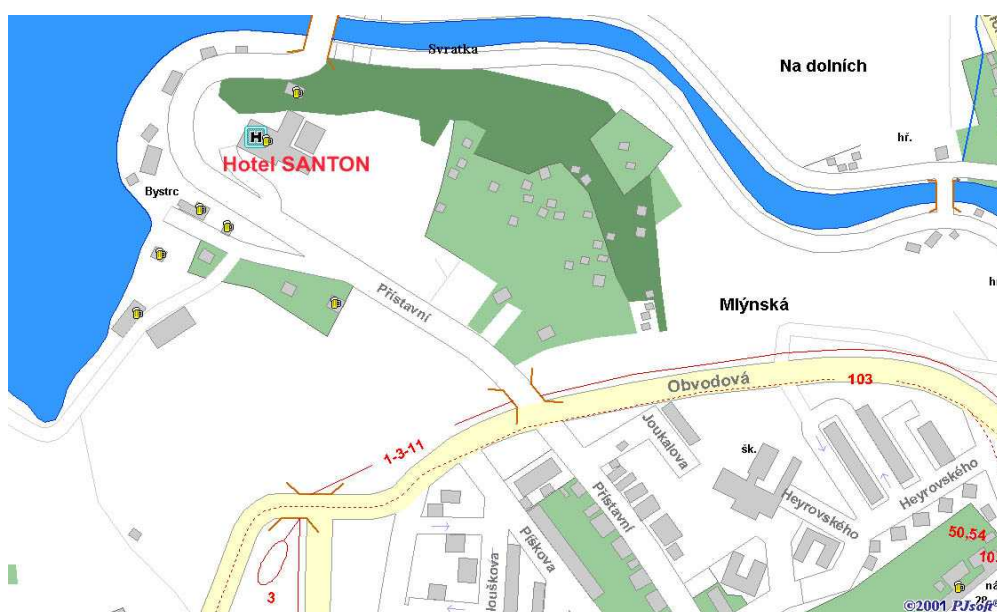 Svratka
Na dolních
hř.
H
Hotel SANTON
Bystrc
Přístavní
Mlýnská
Obvodová
103
1-3-11
Joukalova
šk.
Heyrovského
Heyrovského
Přístavní
Pískova
3
50,54
©2001 PJsoft